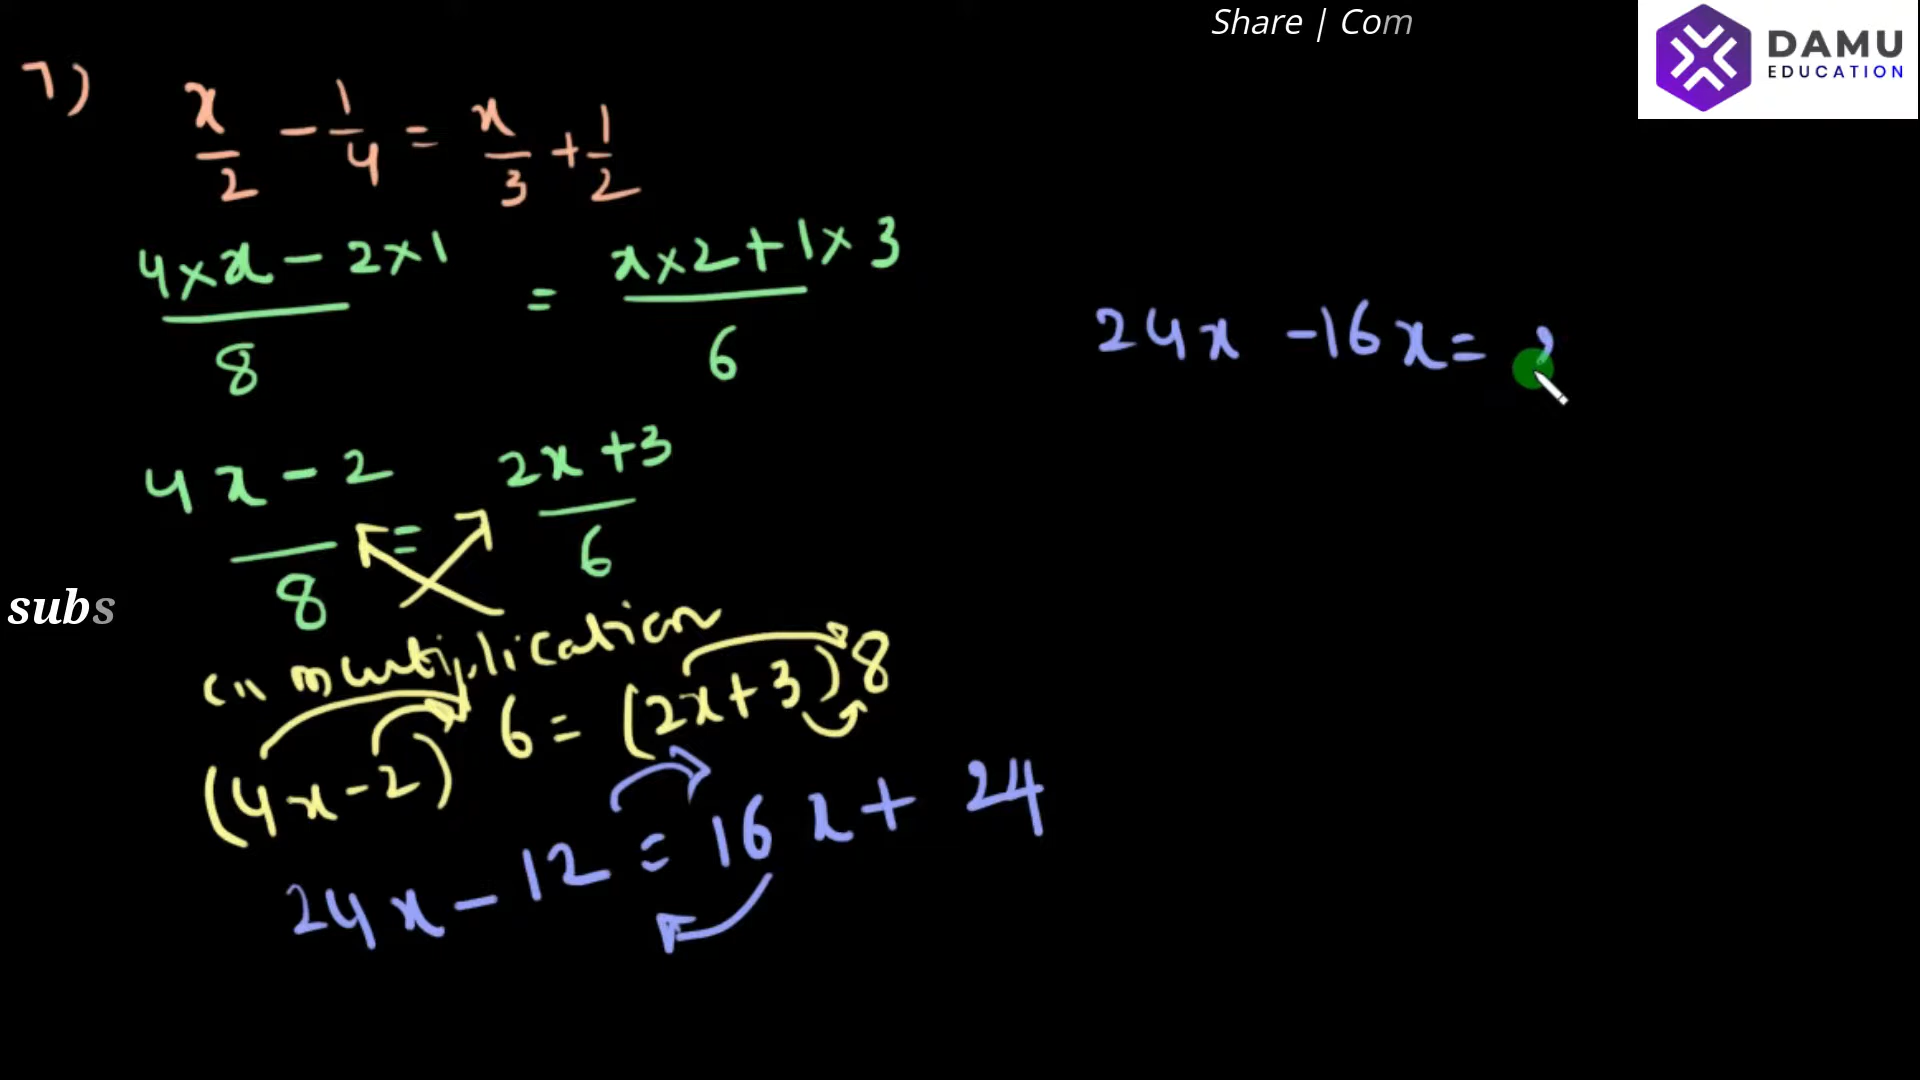 Share | Com
DAMU
EDUCATION
7) x/2 - 1/4 = x/3 + 1/2
4×x - 2×1 / 8 = x×2 + 1×3 / 6
4x - 2 / 8 = 2x + 3 / 6
subs
multiplication
(4x - 2) 6 = (2x + 3) 8
24x - 12 = 16x + 24
24x - 16x =